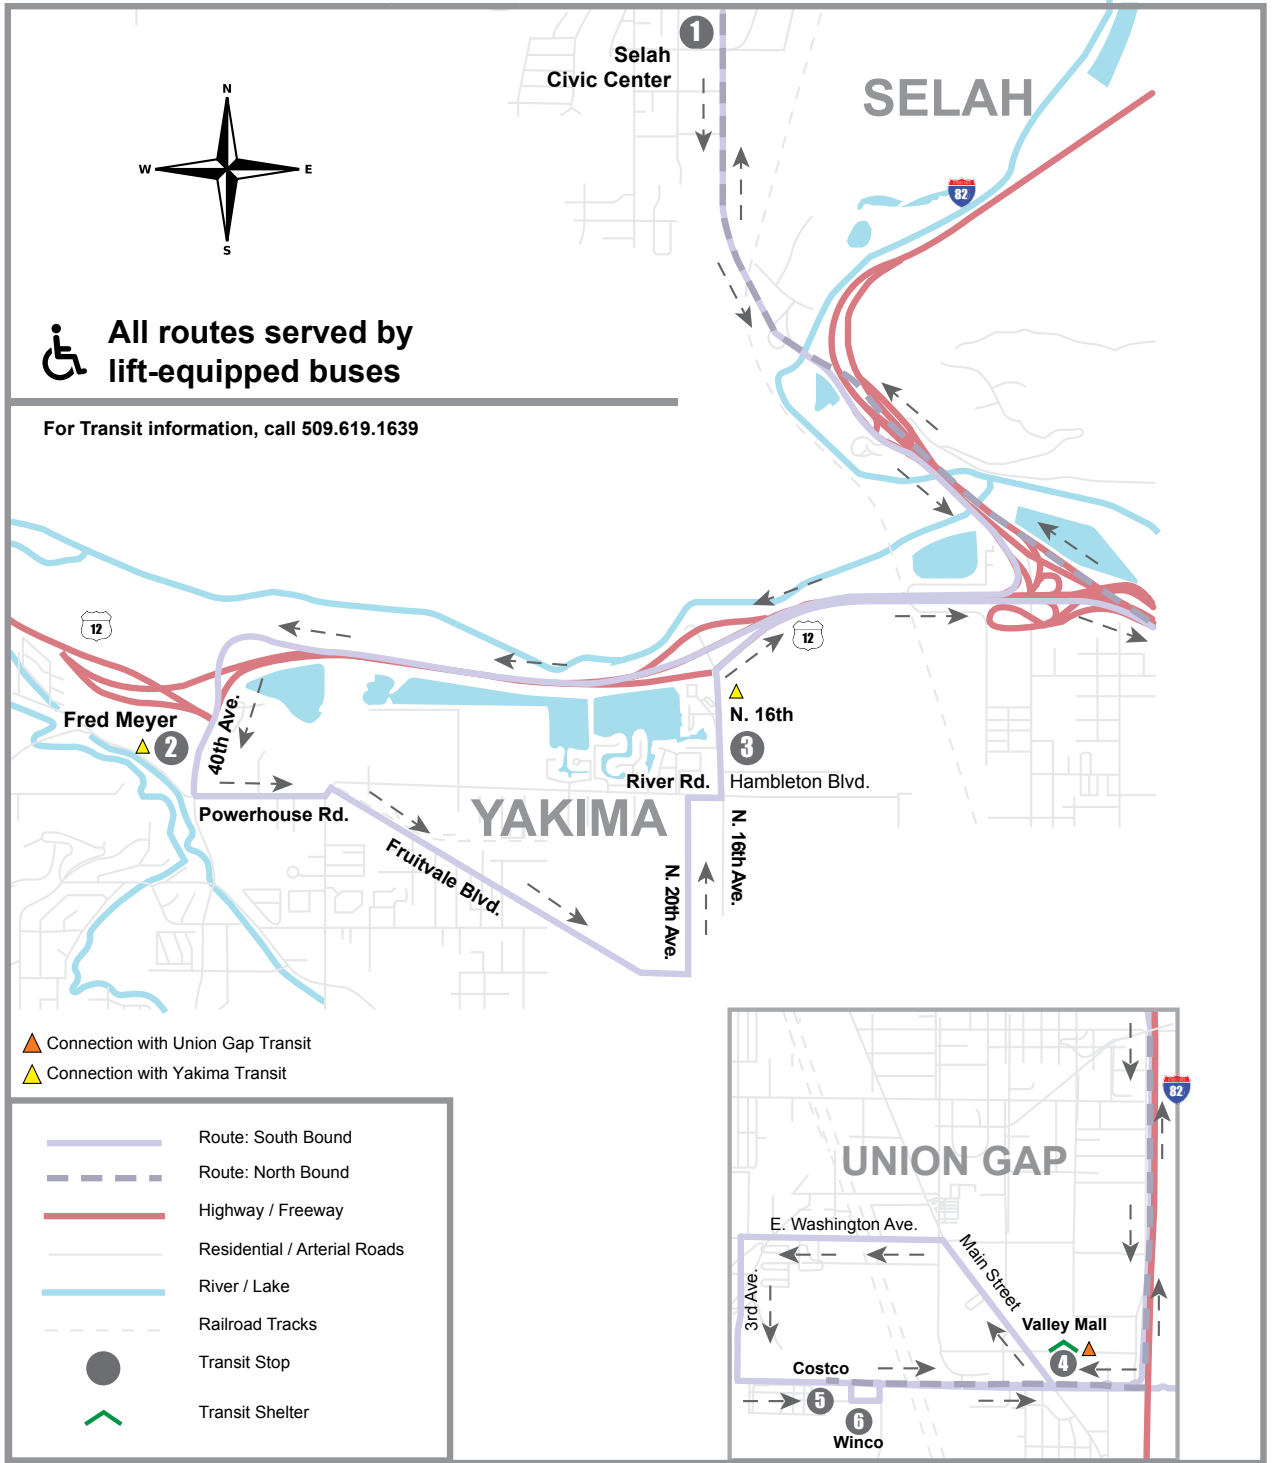 1
Selah
Civic Center
SELAH
N
W
E
S
82
All routes served by
lift-equipped buses
For Transit information, call 509.619.1639
12
12
Fred Meyer
2
40th Ave.
N. 16th
3
River Rd.
Hambleton Blvd.
Powerhouse Rd.
YAKIMA
Fruitvale Blvd.
N. 20th Ave.
N. 16th Ave.
Connection with Union Gap Transit
Connection with Yakima Transit
Route: South Bound
Route: North Bound
Highway / Freeway
Residential / Arterial Roads
River / Lake
Railroad Tracks
Transit Stop
Transit Shelter
82
UNION GAP
E. Washington Ave.
Main Street
3rd Ave.
Valley Mall
4
Costco
5
6
Winco